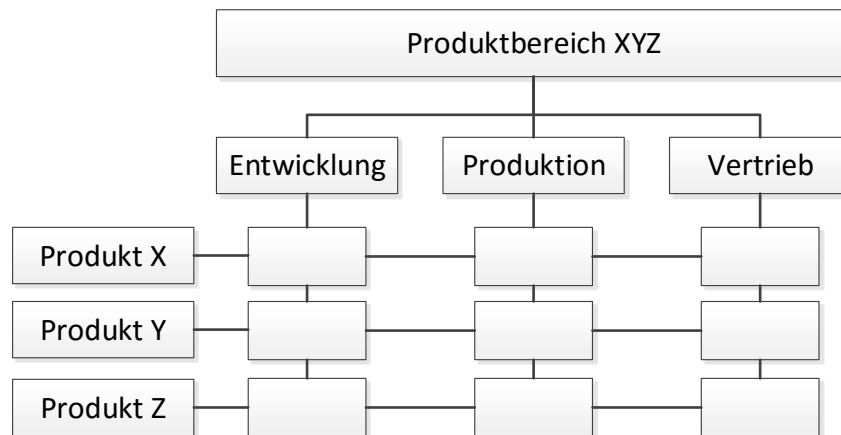 Produktbereich XYZ
Entwicklung
Produktion
Vertrieb
Produkt X
Produkt Y
Produkt Z